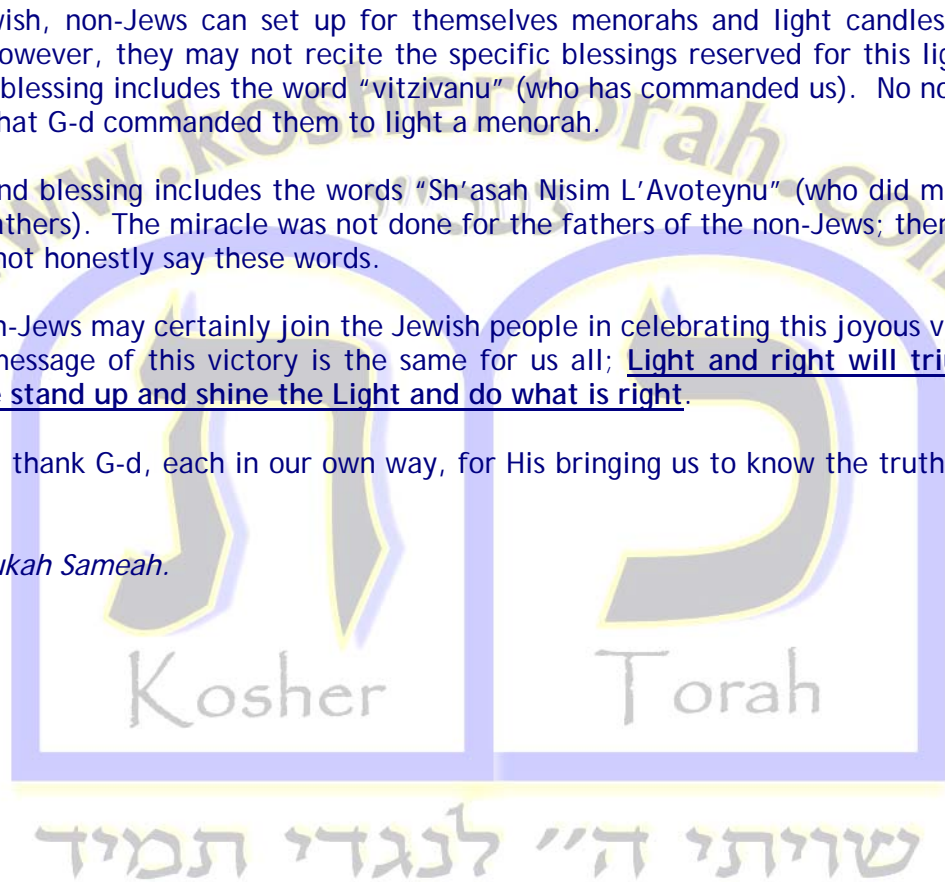 wish, non-Jews can set up for themselves menorahs and light candles
owever, they may not recite the specific blessings reserved for this lig
blessing includes the word "vitzivanu" (who has commanded us). No no
hat G-d commanded them to light a menorah.
nd blessing includes the words "Sh'asah Nisim L'Avoteynu" (who did m
athers). The miracle was not done for the fathers of the non-Jews; ther
not honestly say these words.
n-Jews may certainly join the Jewish people in celebrating this joyous v
message of this victory is the same for us all; Light and right will tri
e stand up and shine the Light and do what is right.
thank G-d, each in our own way, for His bringing us to know the truth
ukah Sameah.
www.koshertorah.com
כ ת
Kosher Torah
שויתי ה״ לנגדי תמיד